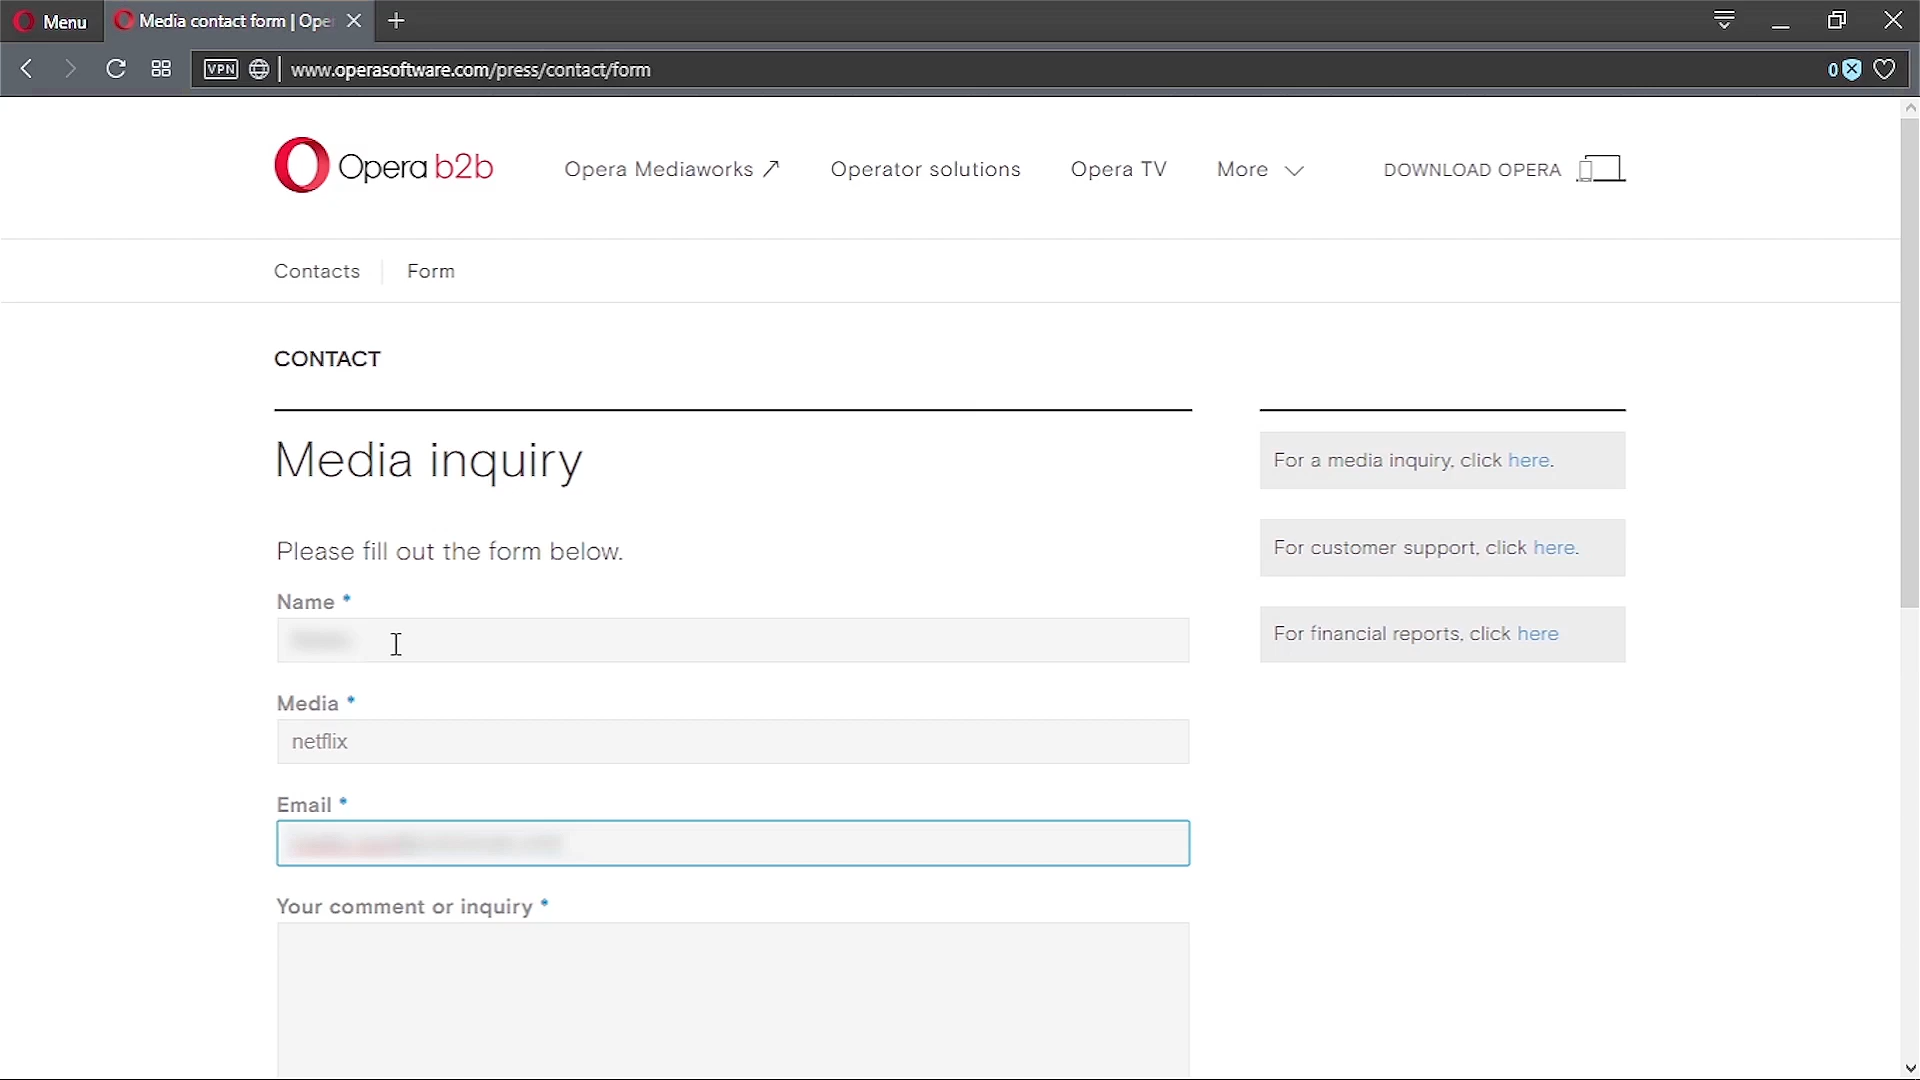 Menu
Media contact form | Ope
VPN
www.operasoftware.com/press/contact/form
0
Opera b2b
Opera Mediaworks
Operator solutions
Opera TV
More
DOWNLOAD OPERA
Contacts
Form
CONTACT
Media inquiry
For a media inquiry, click here.
Please fill out the form below.
For customer support, click here.
Name *
For financial reports, click here
Media *
netflix
Email *
Your comment or inquiry *